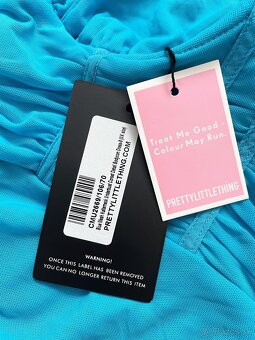 Treat Me Good -
Colour May Run.
PRETTYLITTLETHING
CMU2669/106/70
PRETTYLITTLETHING.COM
WARNING!
ONCE THIS LABEL HAS BEEN REMOVED
YOU CAN NO LONGER RETURN THIS ITEM